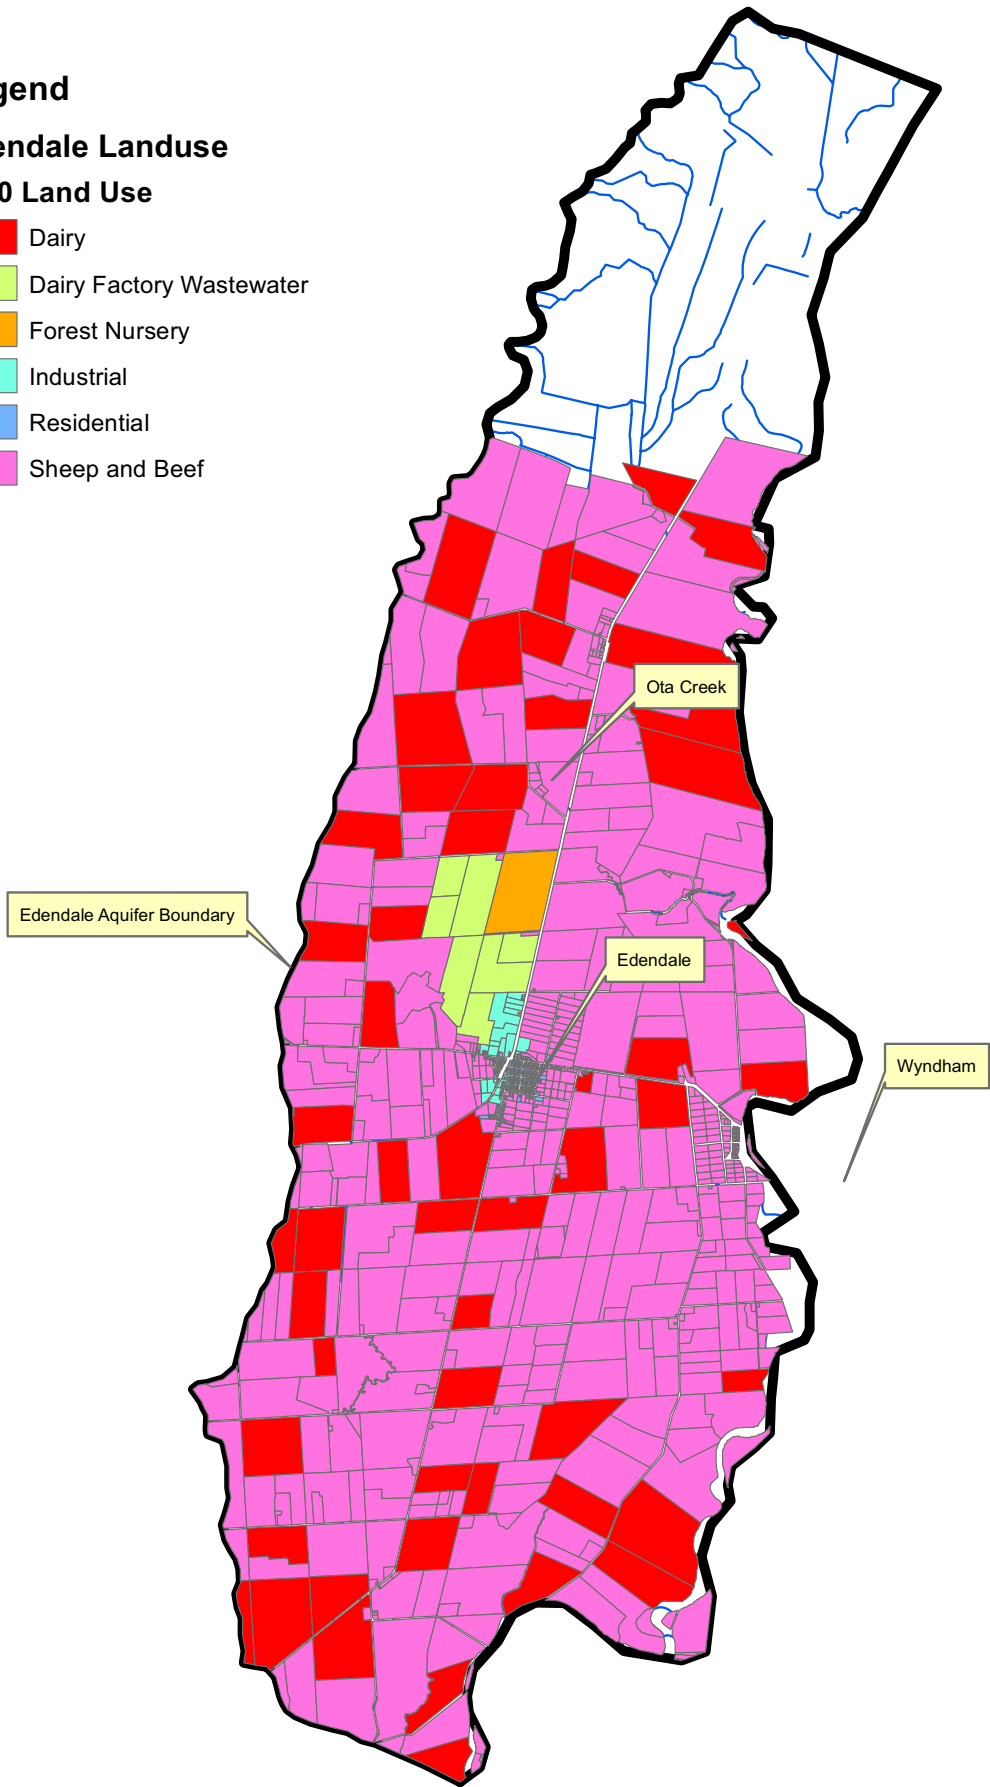 gend
endale Landuse
0 Land Use
Dairy
Dairy Factory Wastewater
Forest Nursery
Industrial
Residential
Sheep and Beef
Ota Creek
Edendale Aquifer Boundary
Edendale
Wyndham